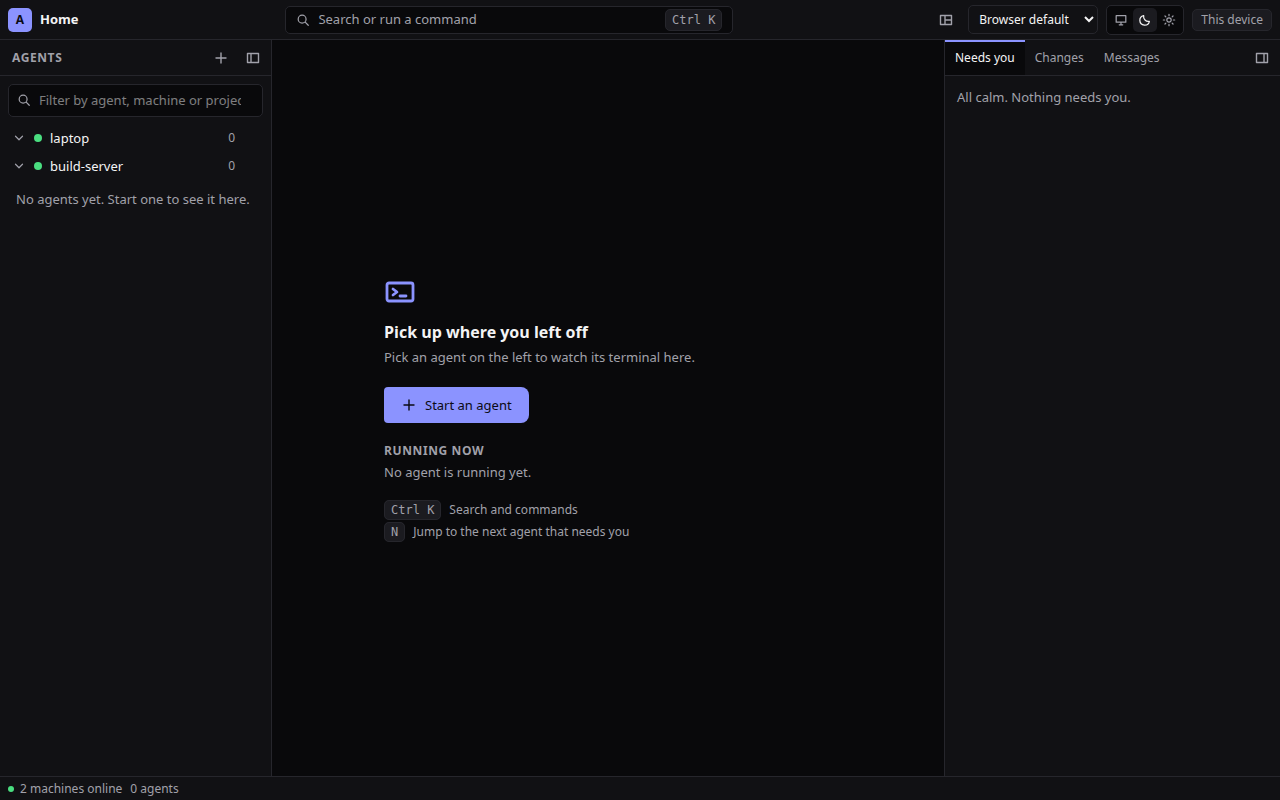 A Home
Search or run a command Ctrl K
Browser default
This device
AGENTS
Filter by agent, machine or projec
laptop 0
build-server 0
No agents yet. Start one to see it here.
Pick up where you left off
Pick an agent on the left to watch its terminal here.
Start an agent
RUNNING NOW
No agent is running yet.
Ctrl K Search and commands
N Jump to the next agent that needs you
Needs you Changes Messages
All calm. Nothing needs you.
2 machines online 0 agents